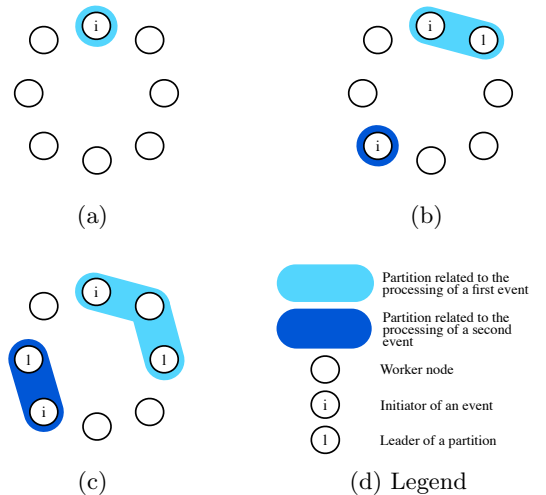 i
i
l
i
(a)
(b)
i
l
l
i
Partition related to the
processing of a first event
Partition related to the
processing of a second
event
Worker node
i
Initiator of an event
l
Leader of a partition
(c)
(d) Legend